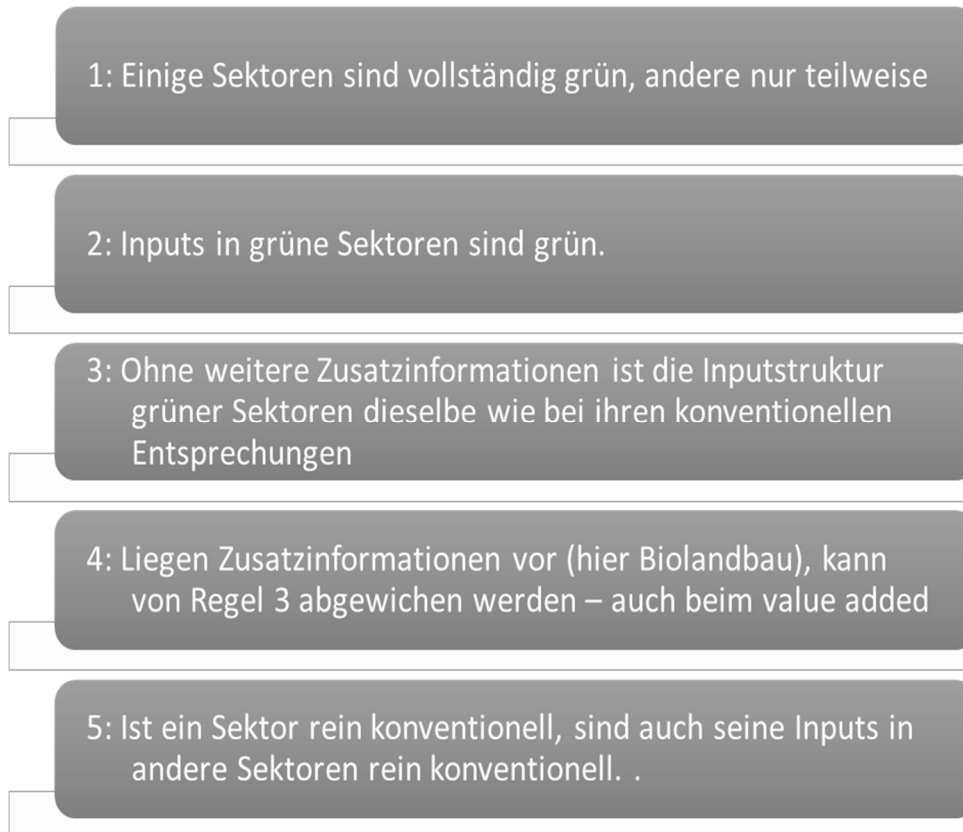 1: Einige Sektoren sind vollständig grün, andere nur teilweise
2: Inputs in grüne Sektoren sind grün.
3: Ohne weitere Zusatzinformationen ist die Inputstruktur
grüner Sektoren dieselbe wie bei ihren konventionellen
Entsprechungen
4: Liegen Zusatzinformationen vor (hier Biolandbau), kann
von Regel 3 abgewichen werden – auch beim value added
5: Ist ein Sektor rein konventionell, sind auch seine Inputs in
andere Sektoren rein konventionell. .